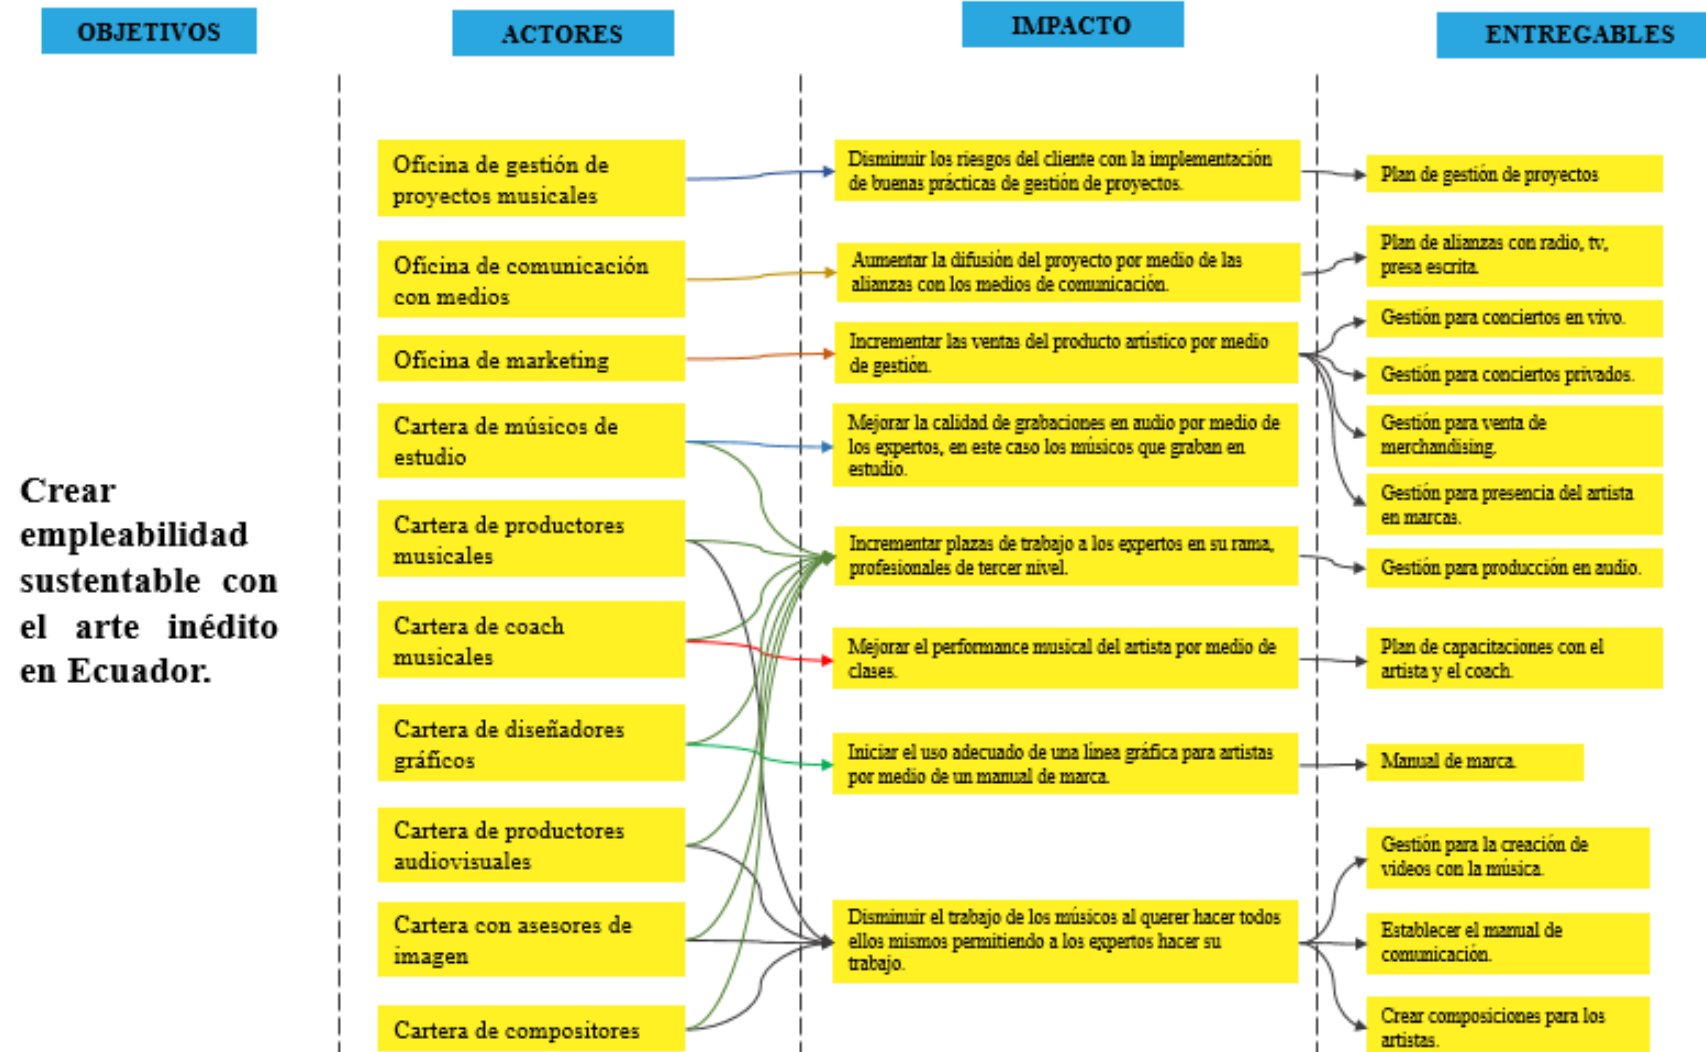 OBJETIVOS
ACTORES
IMPACTO
ENTREGABLES
Crear
empleabilidad
sustentable con
el arte inédito
en Ecuador.
Oficina de gestión de
proyectos musicales
Oficina de comunicación
con medios
Oficina de marketing
Cartera de músicos de
estudio
Cartera de productores
musicales
Cartera de coach
musicales
Cartera de diseñadores
gráficos
Cartera de productores
audiovisuales
Cartera con asesores de
imagen
Cartera de compositores
Disminuir los riesgos del cliente con la implementación
de buenas prácticas de gestión de proyectos.
Aumentar la difusión del proyecto por medio de las
alianzas con los medios de comunicación.
Incrementar las ventas del producto artístico por medio
de gestión.
Mejorar la calidad de grabaciones en audio por medio de
los expertos, en este caso los músicos que graban en
estudio.
Incrementar plazas de trabajo a los expertos en su rama,
profesionales de tercer nivel.
Mejorar el performance musical del artista por medio de
clases.
Iniciar el uso adecuado de una línea gráfica para artistas
por medio de un manual de marca.
Disminuir el trabajo de los músicos al querer hacer todos
ellos mismos permitiendo a los expertos hacer su
trabajo.
Plan de gestión de proyectos
Plan de alianzas con radio, tv,
presa escrita.
Gestión para conciertos en vivo.
Gestión para conciertos privados.
Gestión para venta de
merchandising.
Gestión para presencia del artista
en marcas.
Gestión para producción en audio.
Plan de capacitaciones con el
artista y el coach.
Manual de marca.
Gestión para la creación de
videos con la música.
Establecer el manual de
comunicación.
Crear composiciones para los
artistas.